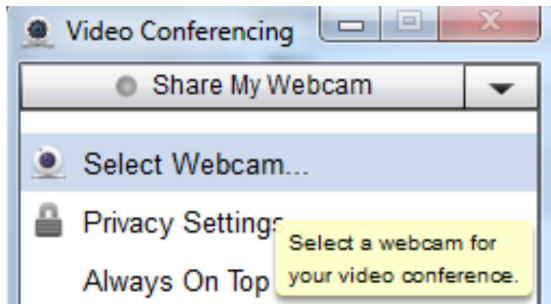 Video Conferencing
Share My Webcam
Select Webcam...
Privacy Settings
Select a webcam for
your video conference.
Always On Top